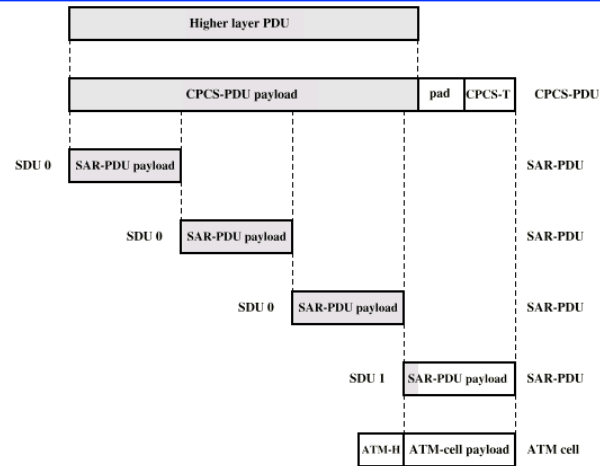 Higher layer PDU
CPCS-PDU payload pad CPCS-T CPCS-PDU
SDU 0 SAR-PDU payload SAR-PDU
SDU 0 SAR-PDU payload SAR-PDU
SDU 0 SAR-PDU payload SAR-PDU
SDU 1 SAR-PDU payload SAR-PDU
ATM-H ATM-cell payload ATM cell